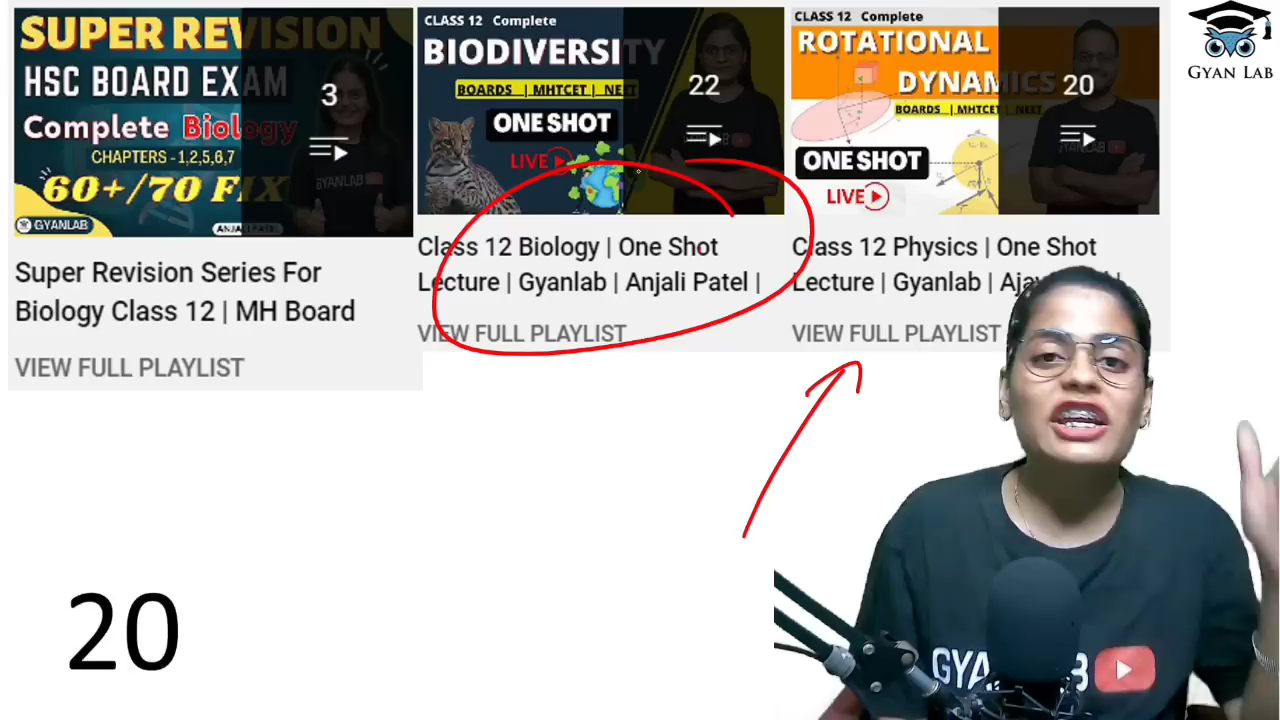 SUPER REVISION
HSC BOARD EXAM
Complete Biology
CHAPTERS - 1,2,5,6,7
60+/70 FIX
GYANLAB
GYANLAB
3
Super Revision Series For
Biology Class 12 | MH Board
VIEW FULL PLAYLIST
CLASS 12 Complete
BIODIVERSITY
BOARDS | MHTCET | NEET
ONE SHOT
LIVE
22
Class 12 Biology | One Shot
Lecture | Gyanlab | Anjali Patel |
VIEW FULL PLAYLIST
CLASS 12 Complete
ROTATIONAL
DYNAMICS
BOARDS | MHTCET | NEET
ONE SHOT
LIVE
20
Class 12 Physics | One Shot
Lecture | Gyanlab |
VIEW FULL PLAYLIST
GYAN LAB
20